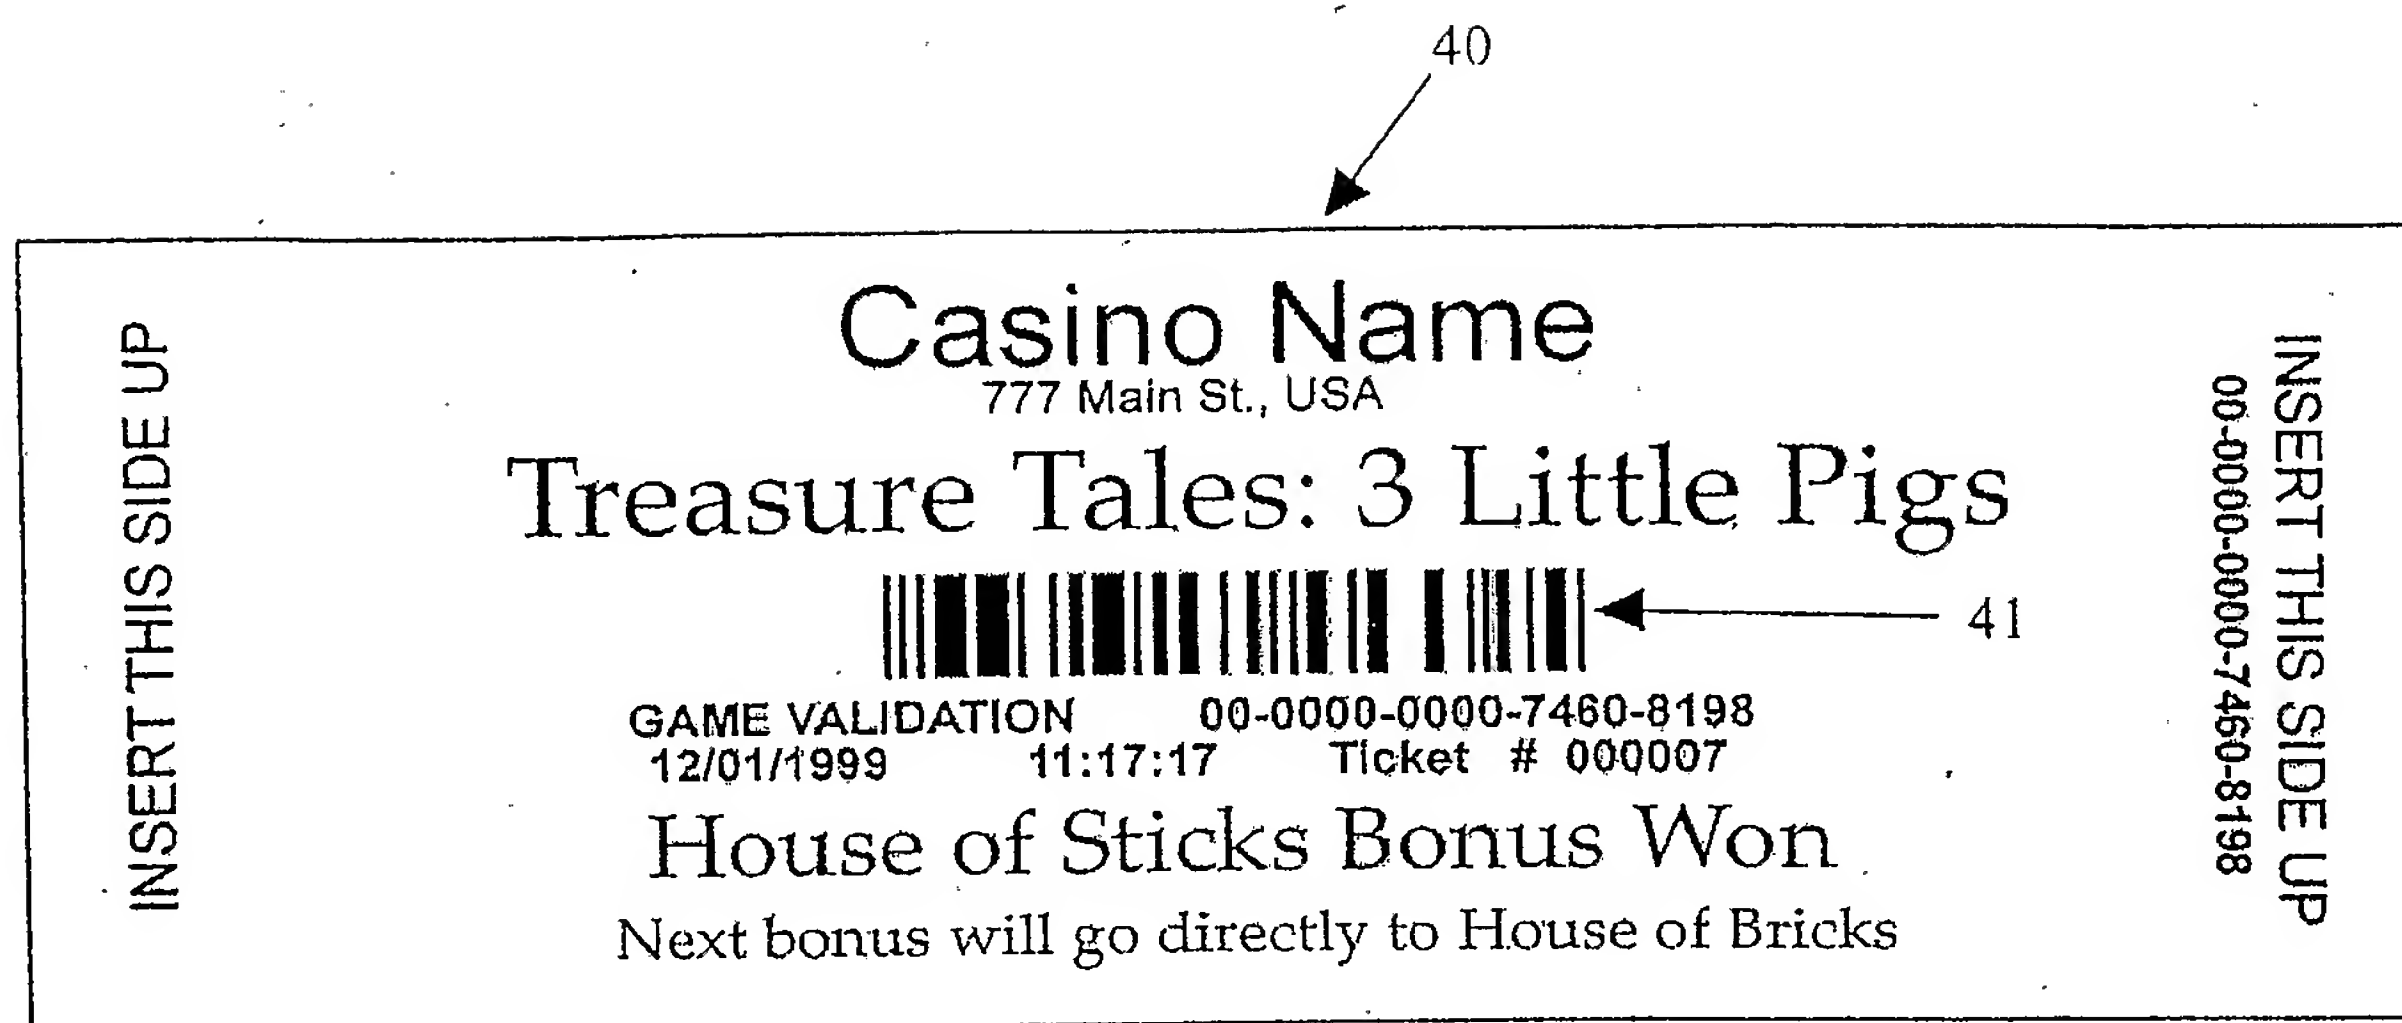 40
Casino Name
777 Main St., USA
Treasure Tales: 3 Little Pigs
41
GAME VALIDATION 00-0000-0000-7460-8198
12/01/1999 11:17:17 Ticket # 000007
House of Sticks Bonus Won
Next bonus will go directly to House of Bricks
INSERT THIS SIDE UP
INSERT THIS SIDE UP
00-0000-0000-7460-8198